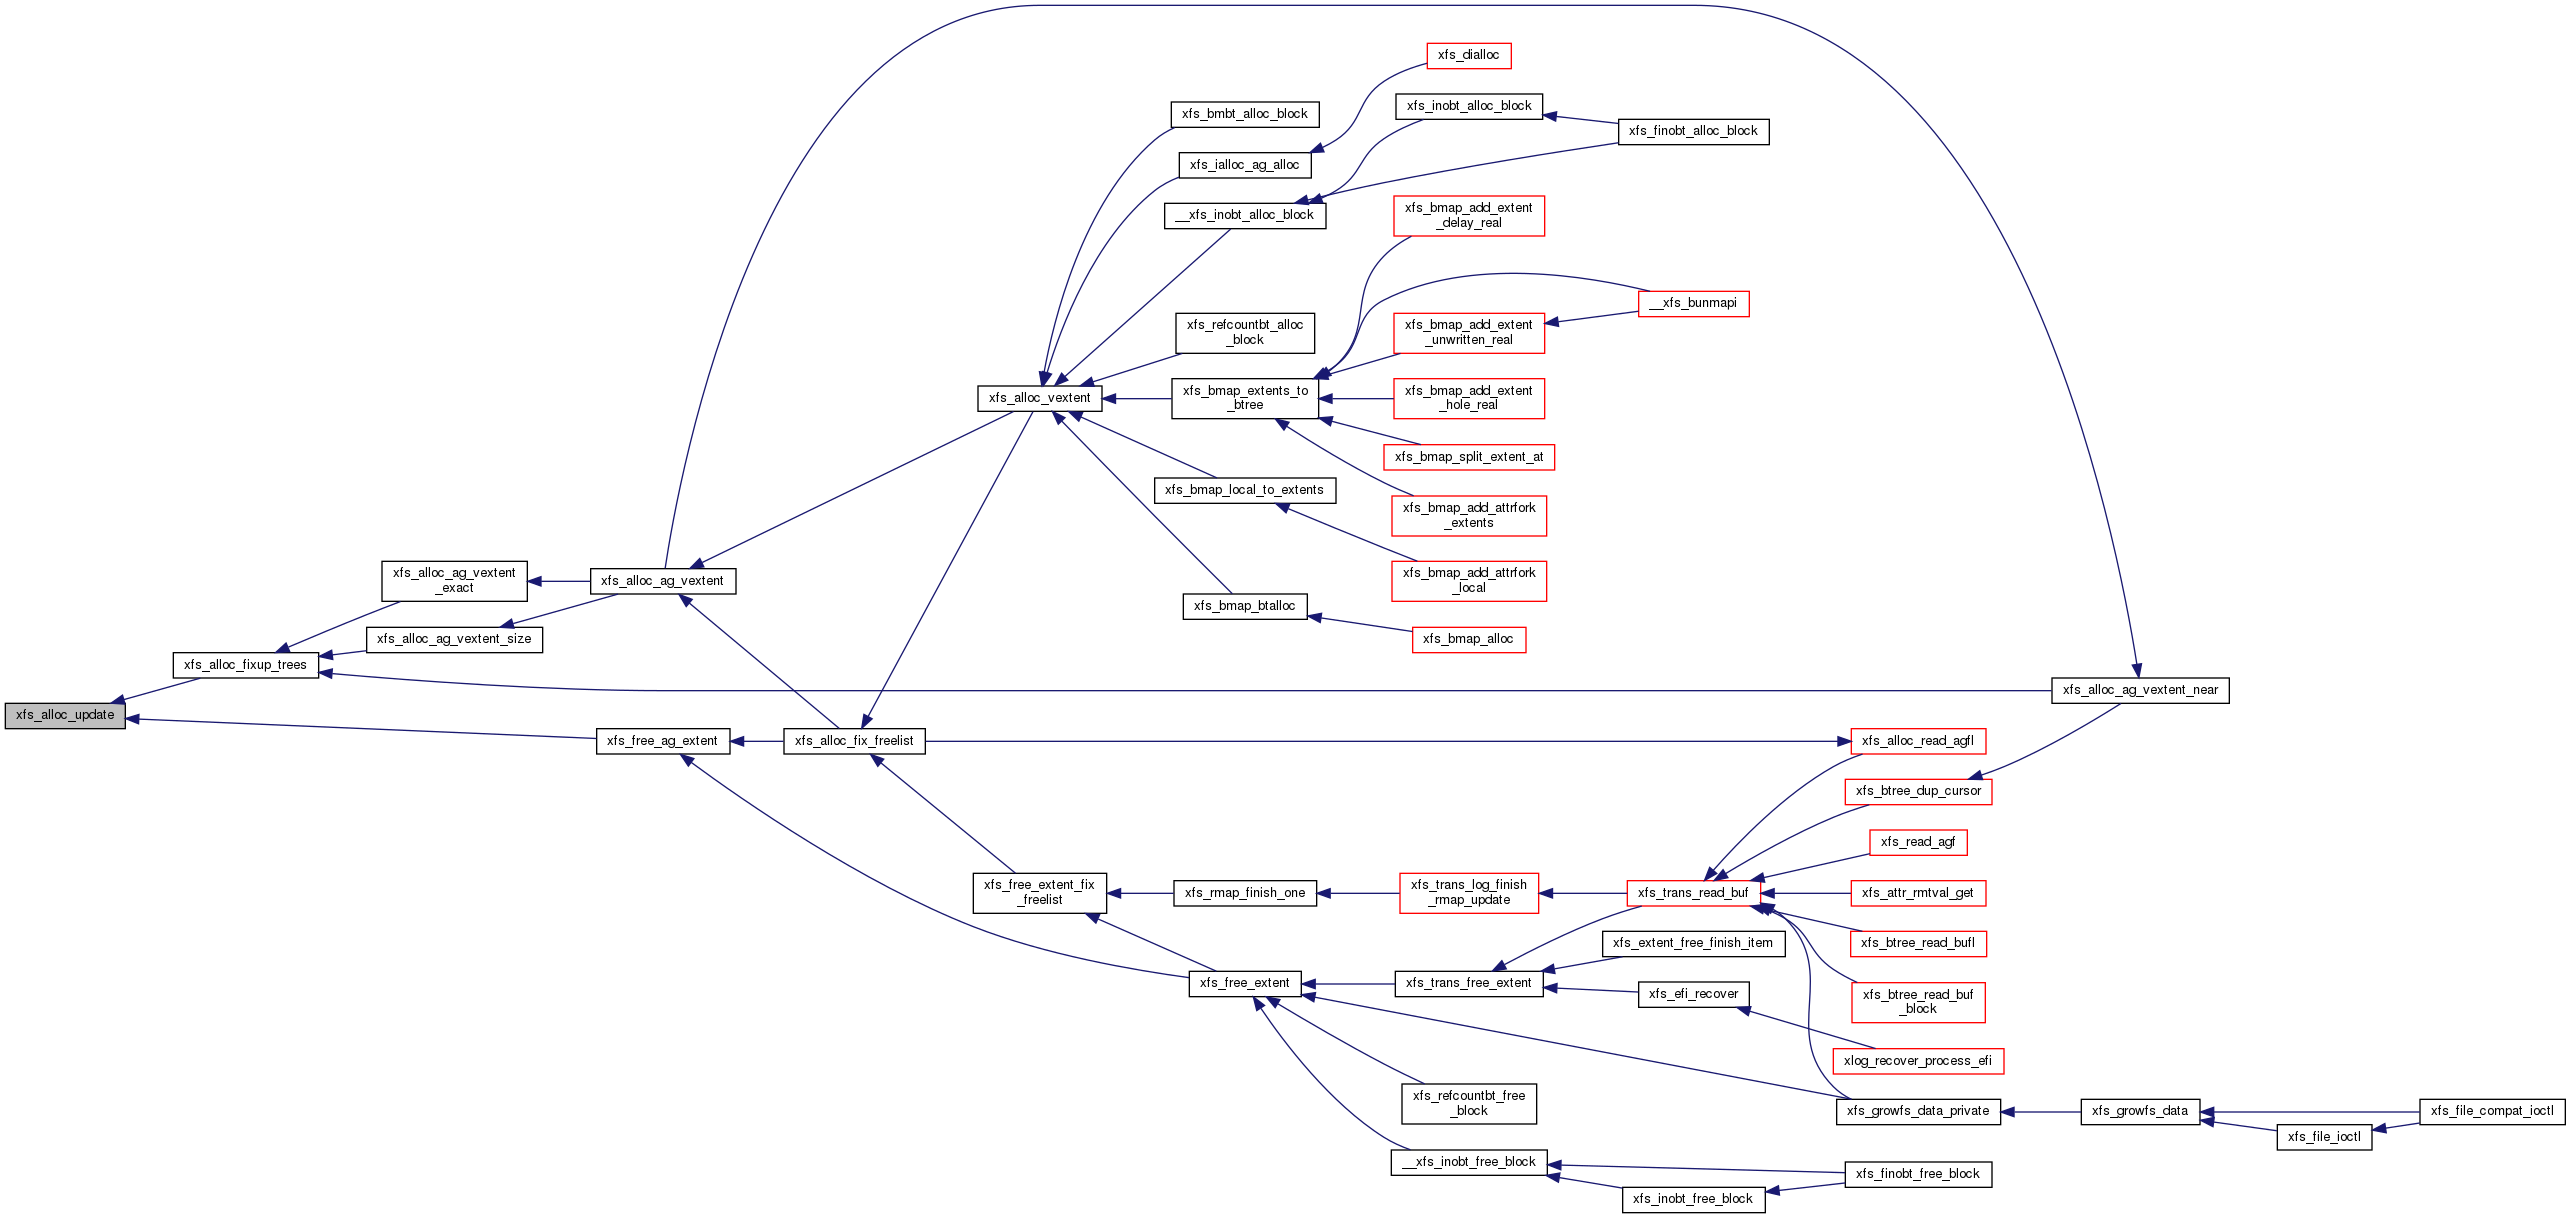 xfs_dialloc
xfs_bmbt_alloc_block
xfs_inobt_alloc_block
xfs_finobt_alloc_block
xfs_ialloc_ag_alloc
__xfs_inobt_alloc_block
xfs_bmap_add_extent
_delay_real
__xfs_bunmapi
xfs_refcountbt_alloc
_block
xfs_bmap_add_extent
_unwritten_real
xfs_alloc_vextent
xfs_bmap_extents_to
_btree
xfs_bmap_add_extent
_hole_real
xfs_bmap_split_extent_at
xfs_bmap_local_to_extents
xfs_bmap_add_attrfork
_extents
xfs_alloc_ag_vextent
_exact
xfs_alloc_ag_vextent
xfs_bmap_add_attrfork
_local
xfs_bmap_btalloc
xfs_alloc_ag_vextent_size
xfs_bmap_alloc
xfs_alloc_fixup_trees
xfs_alloc_ag_vextent_near
xfs_alloc_update
xfs_free_ag_extent
xfs_alloc_fix_freelist
xfs_alloc_read_agfl
xfs_btree_dup_cursor
xfs_read_agf
xfs_free_extent_fix
_freelist
xfs_rmap_finish_one
xfs_trans_log_finish
_rmap_update
xfs_trans_read_buf
xfs_attr_rmtval_get
xfs_extent_free_finish_item
xfs_btree_read_bufl
xfs_free_extent
xfs_trans_free_extent
xfs_efi_recover
xfs_btree_read_buf
_block
xlog_recover_process_efi
xfs_refcountbt_free
_block
xfs_growfs_data_private
xfs_growfs_data
xfs_file_compat_ioctl
xfs_file_ioctl
__xfs_inobt_free_block
xfs_finobt_free_block
xfs_inobt_free_block